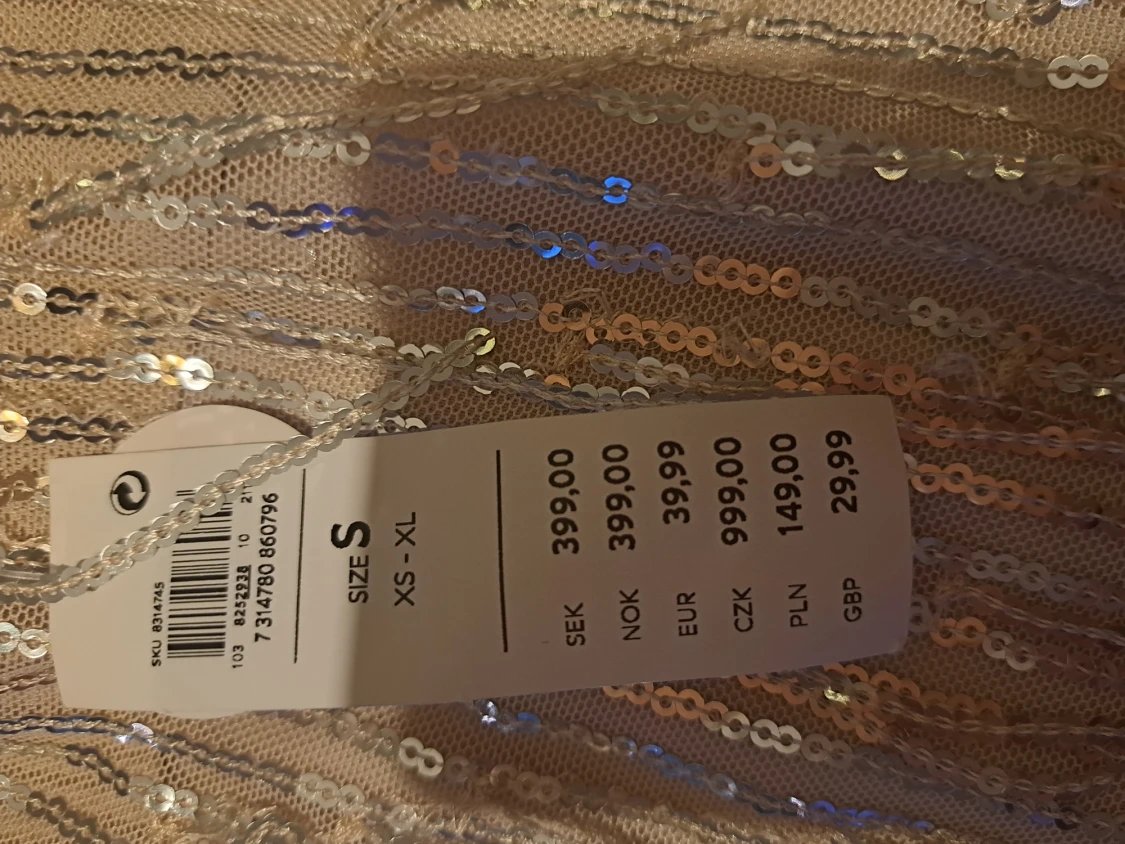 SKU 8314745
103 8252938 10 21
7 314780 860796
SIZE S
XS - XL
SEK 399,00
NOK 399,00
EUR 39,99
CZK 999,00
PLN 149,00
GBP 29,99